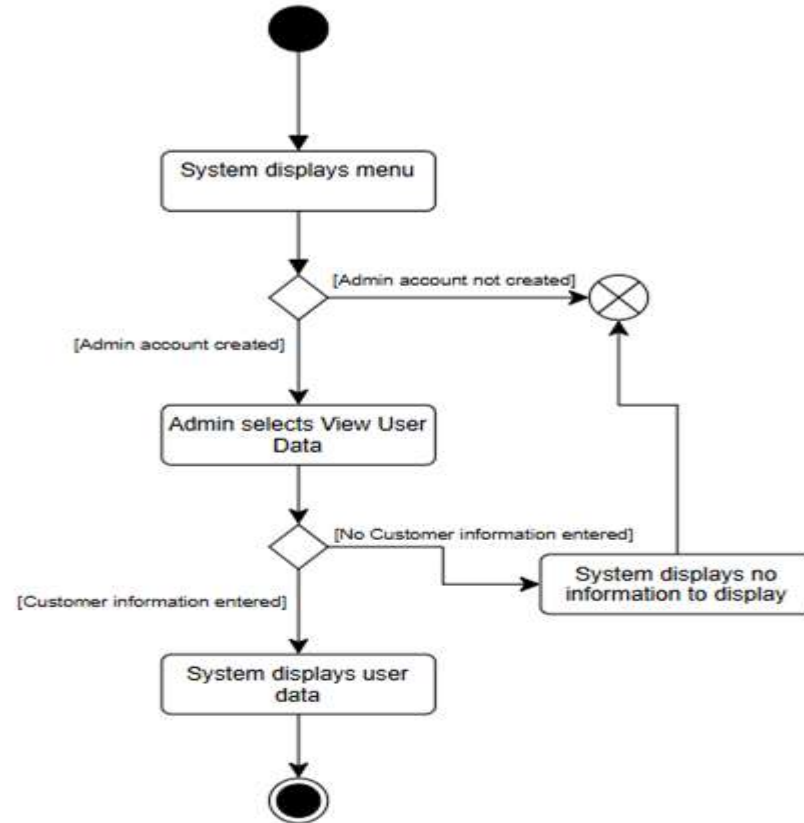 System displays menu
[Admin account not created]
[Admin account created]
Admin selects View User
Data
[No Customer information entered]
System displays no
information to display
[Customer information entered]
System displays user
data